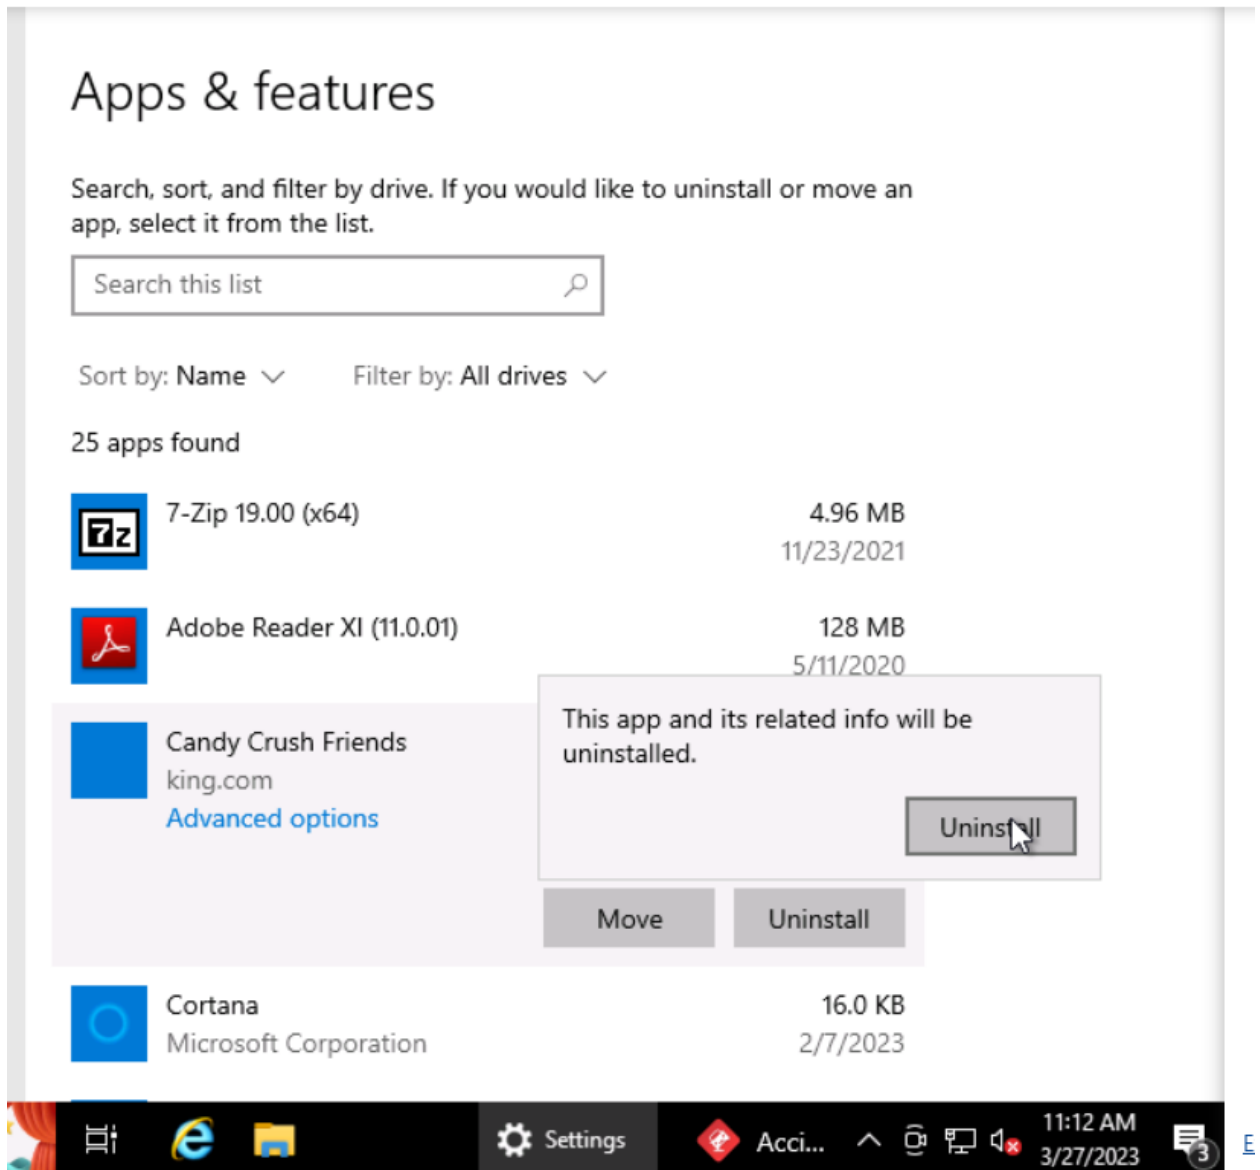 Apps & features
Search, sort, and filter by drive. If you would like to uninstall or move an
app, select it from the list.
Search this list
Sort by: Name
Filter by: All drives
25 apps found
7z
7-Zip 19.00 (x64)
4.96 MB
11/23/2021
Adobe Reader XI (11.0.01)
128 MB
5/11/2020
Candy Crush Friends
king.com
Advanced options
This app and its related info will be
uninstalled.
Uninstall
Move
Uninstall
Cortana
16.0 KB
Microsoft Corporation
2/7/2023
Settings
Acci...
11:12 AM
3/27/2023
3
E